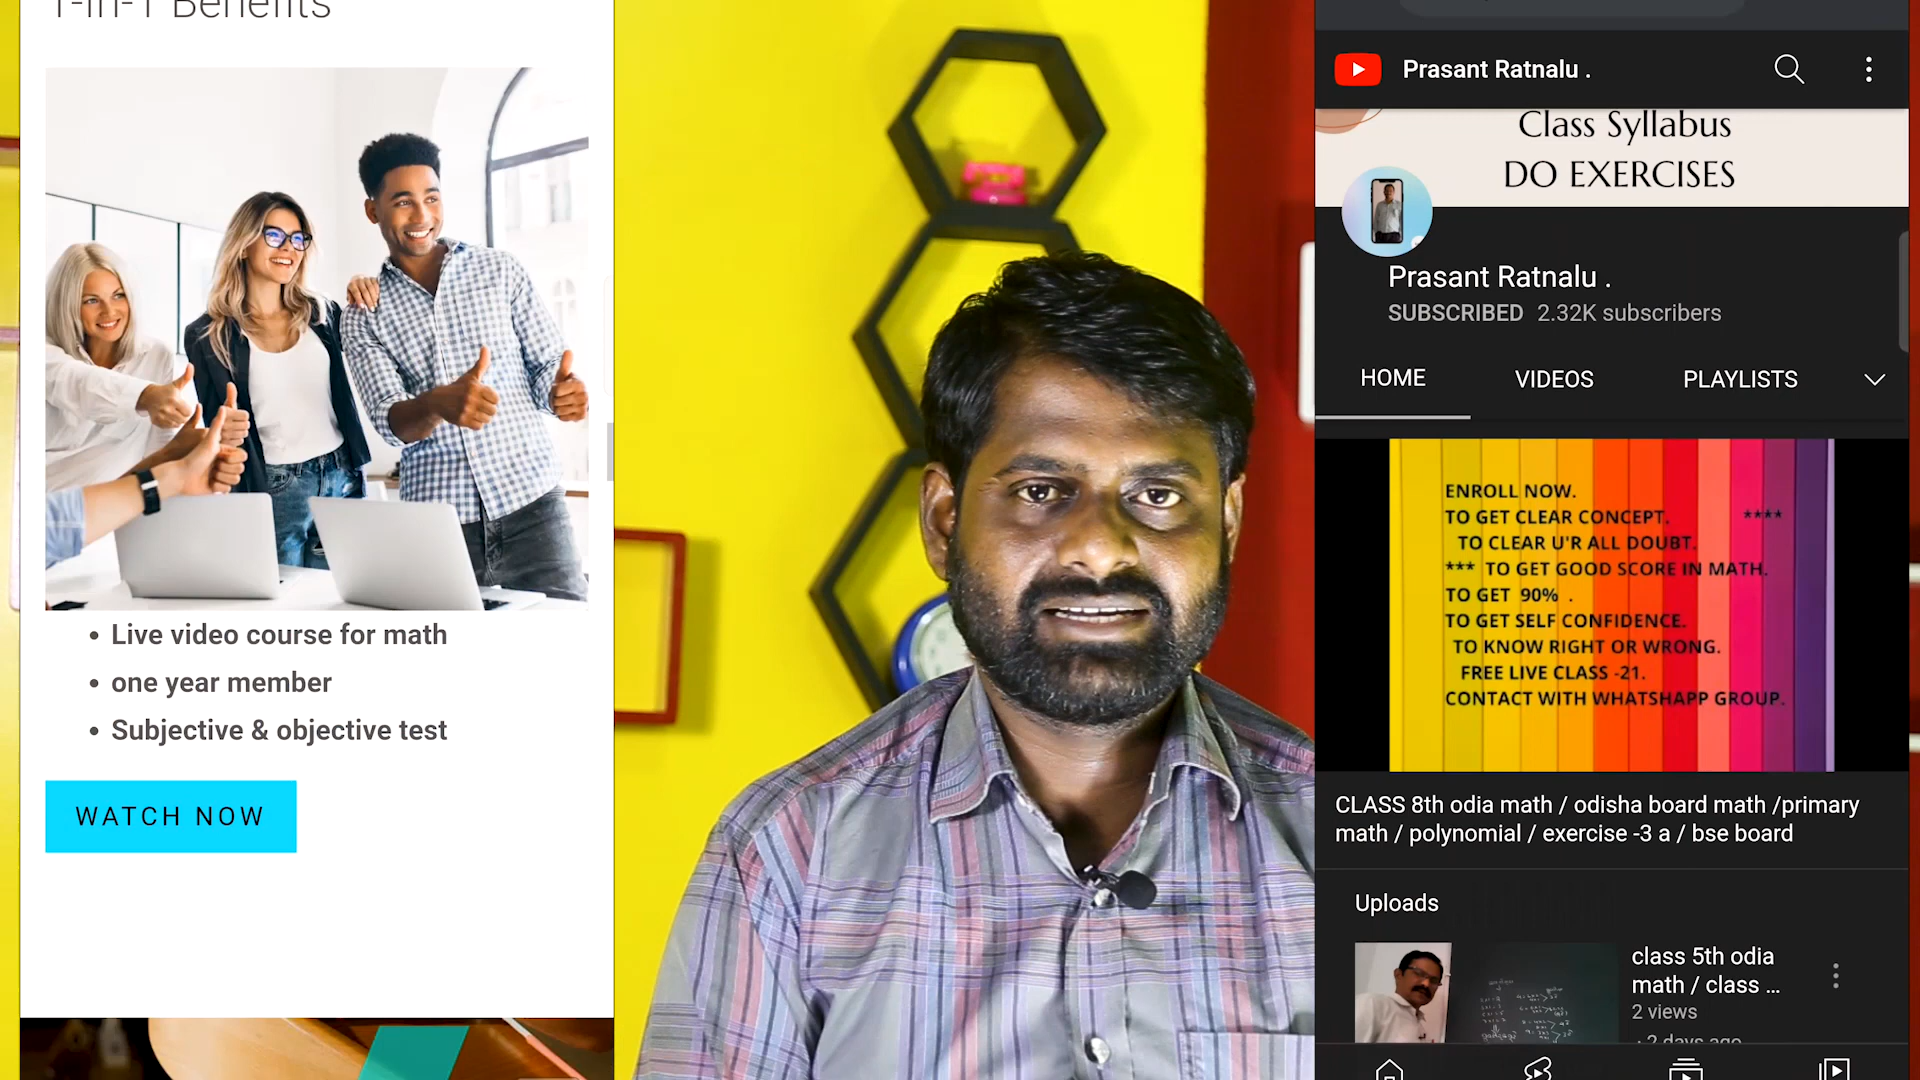 1-in-1 Benefits
Live video course for math
one year member
Subjective & objective test
WATCH NOW
Prasant Ratnalu .
Class Syllabus
DO EXERCISES
Prasant Ratnalu .
SUBSCRIBED 2.32K subscribers
HOME VIDEOS PLAYLISTS
ENROLL NOW.
TO GET CLEAR CONCEPT. ****
TO CLEAR U'R ALL DOUBT.
*** TO GET GOOD SCORE IN MATH.
TO GET 90% .
TO GET SELF CONFIDENCE.
TO KNOW RIGHT OR WRONG.
FREE LIVE CLASS -21.
CONTACT WITH WHATSHAPP GROUP.
CLASS 8th odia math / odisha board math /primary
math / polynomial / exercise -3 a / bse board
Uploads
class 5th odia
math / class ...
2 views
· 2 days ago